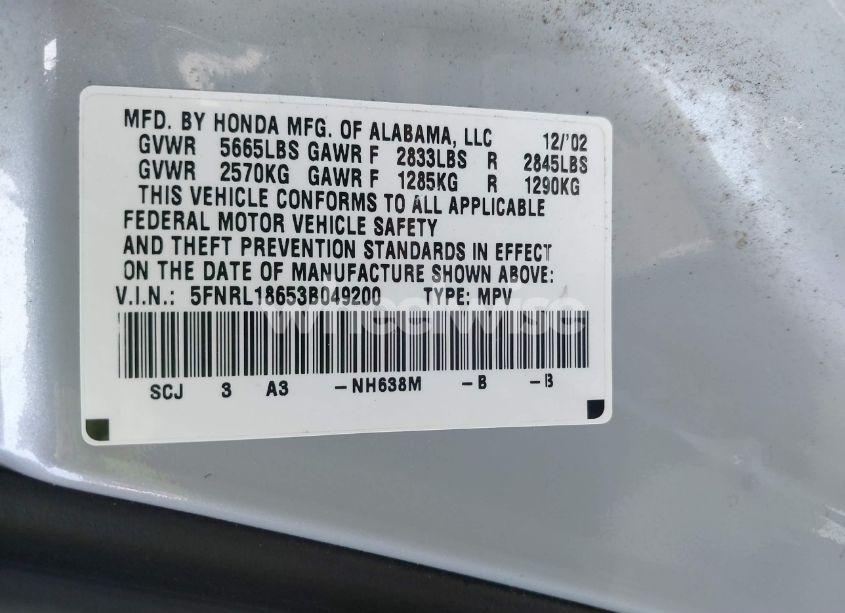 MFD. BY HONDA MFG. OF ALABAMA, LLC 12/'02
GVWR 5665LBS GAWR F 2833LBS R 2845LBS
GVWR 2570KG GAWR F 1285KG R 1290KG
THIS VEHICLE CONFORMS TO ALL APPLICABLE
FEDERAL MOTOR VEHICLE SAFETY
AND THEFT PREVENTION STANDARDS IN EFFECT
ON THE DATE OF MANUFACTURE SHOWN ABOVE:
V.I.N.: 5FNRL18653B049200 TYPE: MPV
wheelwise
SCJ 3 A3 -NH638M -B -B